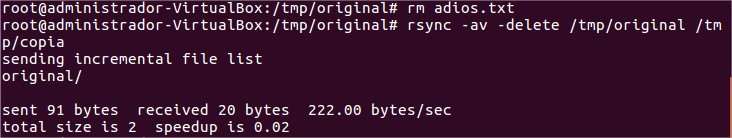 root@administrador-VirtualBox:/tmp/original# rm adios.txt
root@administrador-VirtualBox:/tmp/original# rsync -av -delete /tmp/original /tm
p/copia
sending incremental file list
original/
sent 91 bytes  received 20 bytes  222.00 bytes/sec
total size is 2  speedup is 0.02